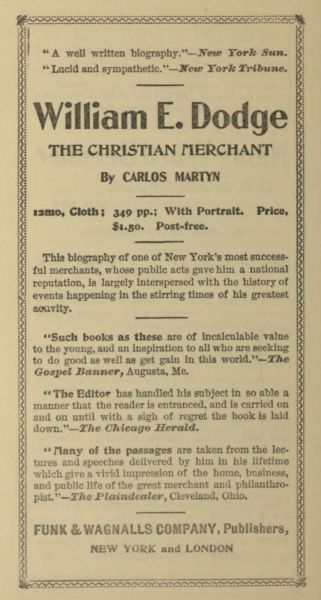 "A well written biography."—New York Sun.
"Lucid and sympathetic."—New York Tribune.
William E. Dodge
THE CHRISTIAN MERCHANT
By CARLOS MARTYN
12mo, Cloth; 349 pp.; With Portrait. Price,
$1.50. Post-free.
This biography of one of New York's most success-
ful merchants, whose public acts gave him a national
reputation, is largely interspersed with the history of
events happening in the stirring times of his greatest
activity.
"Such books as these are of incalculable value
to the young, and an inspiration to all who are seeking
to do good as well as get gain in this world."—The
Gospel Banner, Augusta, Me.
"The Editor has handled his subject in so able a
manner that the reader is entranced, and is carried on
and on until with a sigh of regret the book is laid
down."—The Chicago Herald.
"Many of the passages are taken from the lec-
tures and speeches delivered by him in his lifetime
which give a vivid impression of the home, business,
and public life of the great merchant and philanthro-
pist."—The Plaindealer, Cleveland, Ohio.
FUNK & WAGNALLS COMPANY, Publishers,
NEW YORK and LONDON